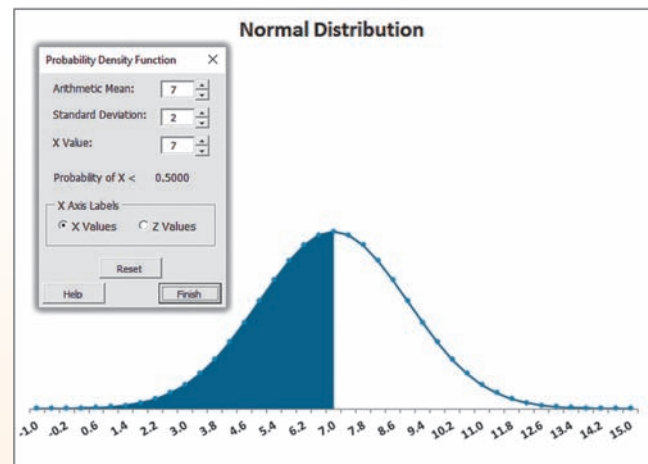 Normal Distribution
Probability Density Function
Arithmetic Mean: 7
Standard Deviation: 2
X Value: 7
Probability of X < 0.5000
X Axis Labels
X Values Z Values
Reset
Help Finish
-1.0 -0.2 0.6 1.4 2.2 3.0 3.8 4.6 5.4 6.2 7.0 7.8 8.6 9.4 10.2 11.0 11.8 12.6 13.4 14.2 15.0